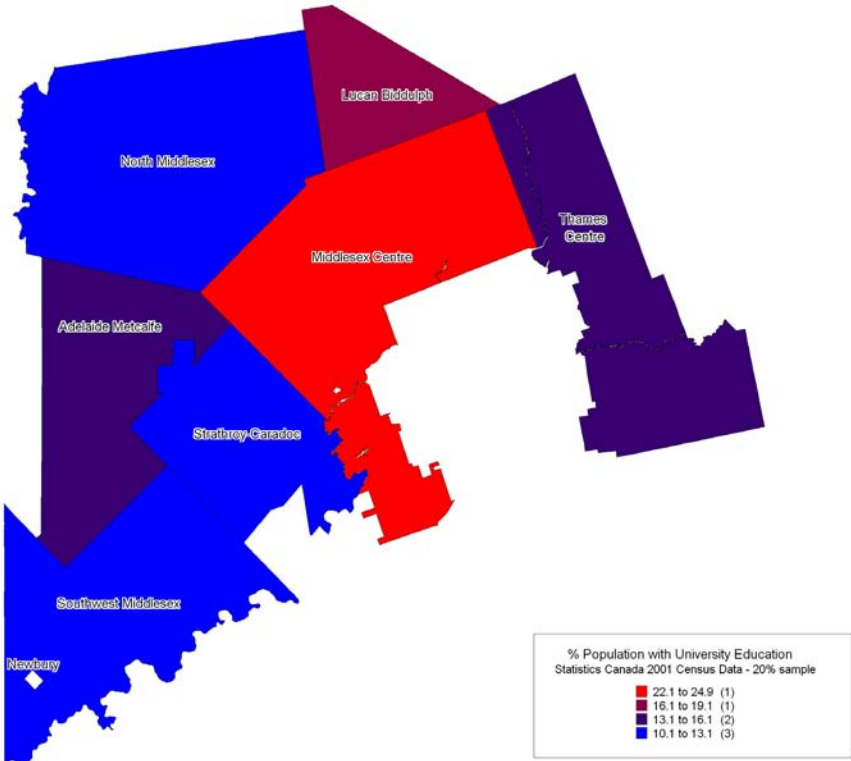 Lucan Biddulph
North Middlesex
Thames
Centre
Middlesex Centre
Adelaide Metcalfe
Strathroy-Caradoc
Southwest Middlesex
Newbury
% Population with University Education
Statistics Canada 2001 Census Data - 20% sample
22.1 to 24.9 (1)
16.1 to 19.1 (1)
13.1 to 16.1 (2)
10.1 to 13.1 (3)